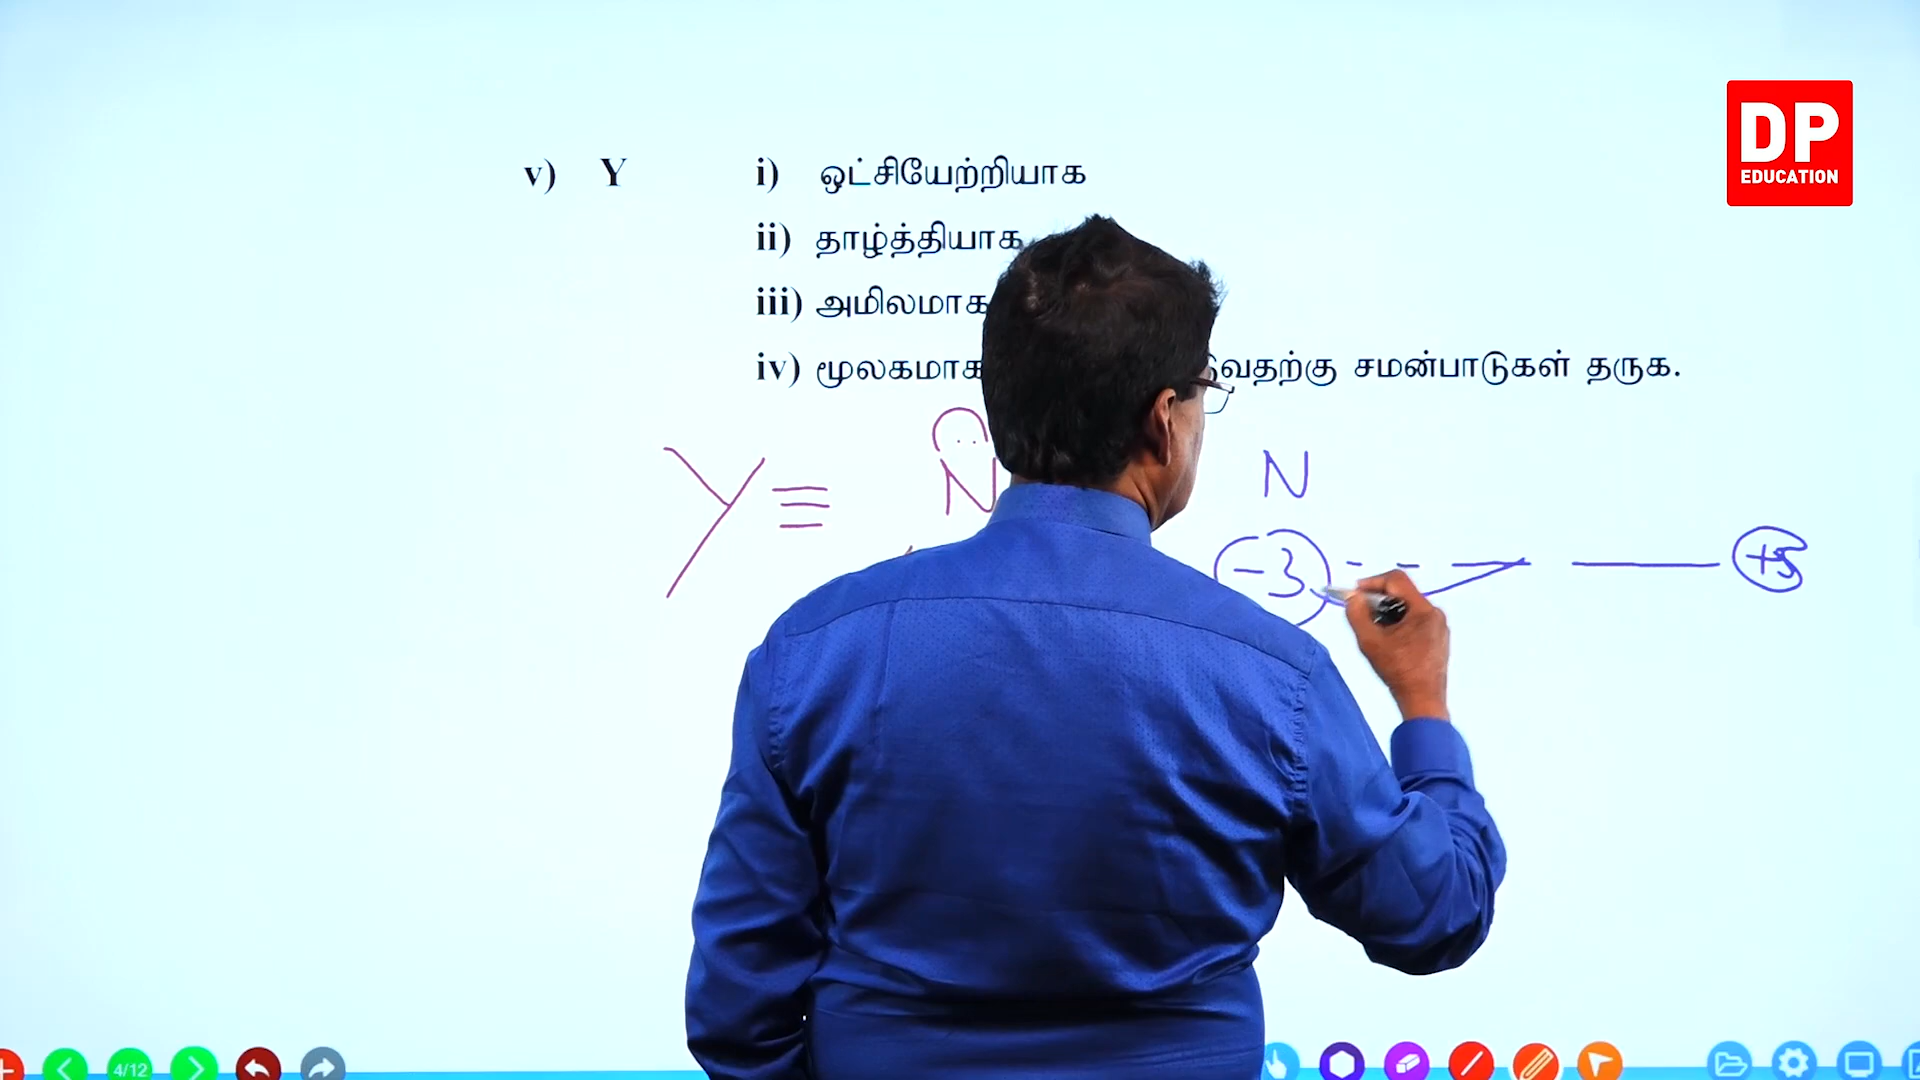 DP
EDUCATION
v) Y i) ஒட்சியேற்றியாக
ii) தாழ்த்தியாக
iii) அமிலமாக
iv) மூலகமாக வதற்கு சமன்பாடுகள் தருக.
Y ≡ N N
-3 +5
4/12